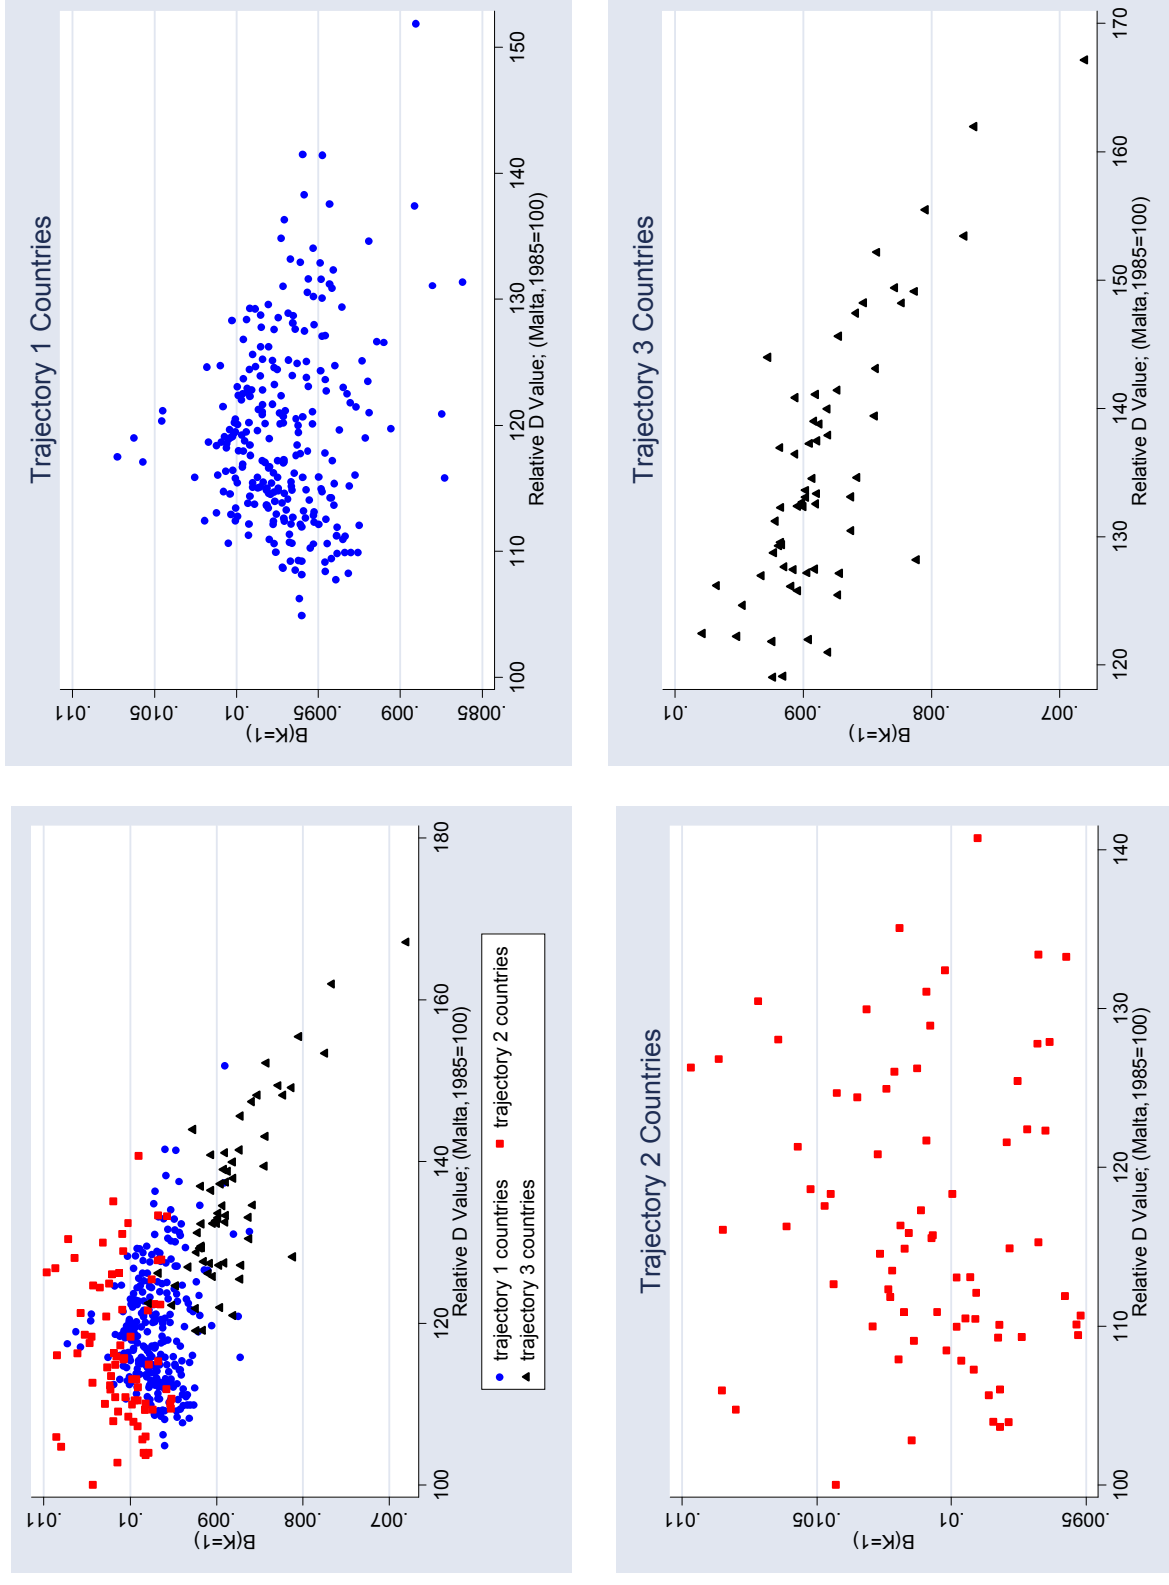 .011
.01
.009
.008
.007
B(K=1)
100
120
140
160
180
Relative D Value; (Malta,1985=100)
trajectory 1 countries
trajectory 2 countries
trajectory 3 countries
Trajectory 1 Countries
.011
.0105
.01
.0095
.009
.0085
B(K=1)
100
110
120
130
140
150
Relative D Value; (Malta,1985=100)
Trajectory 2 Countries
.011
.0105
.01
.0095
B(K=1)
100
110
120
130
140
Relative D Value; (Malta,1985=100)
Trajectory 3 Countries
.01
.009
.008
.007
B(K=1)
120
130
140
150
160
170
Relative D Value; (Malta,1985=100)